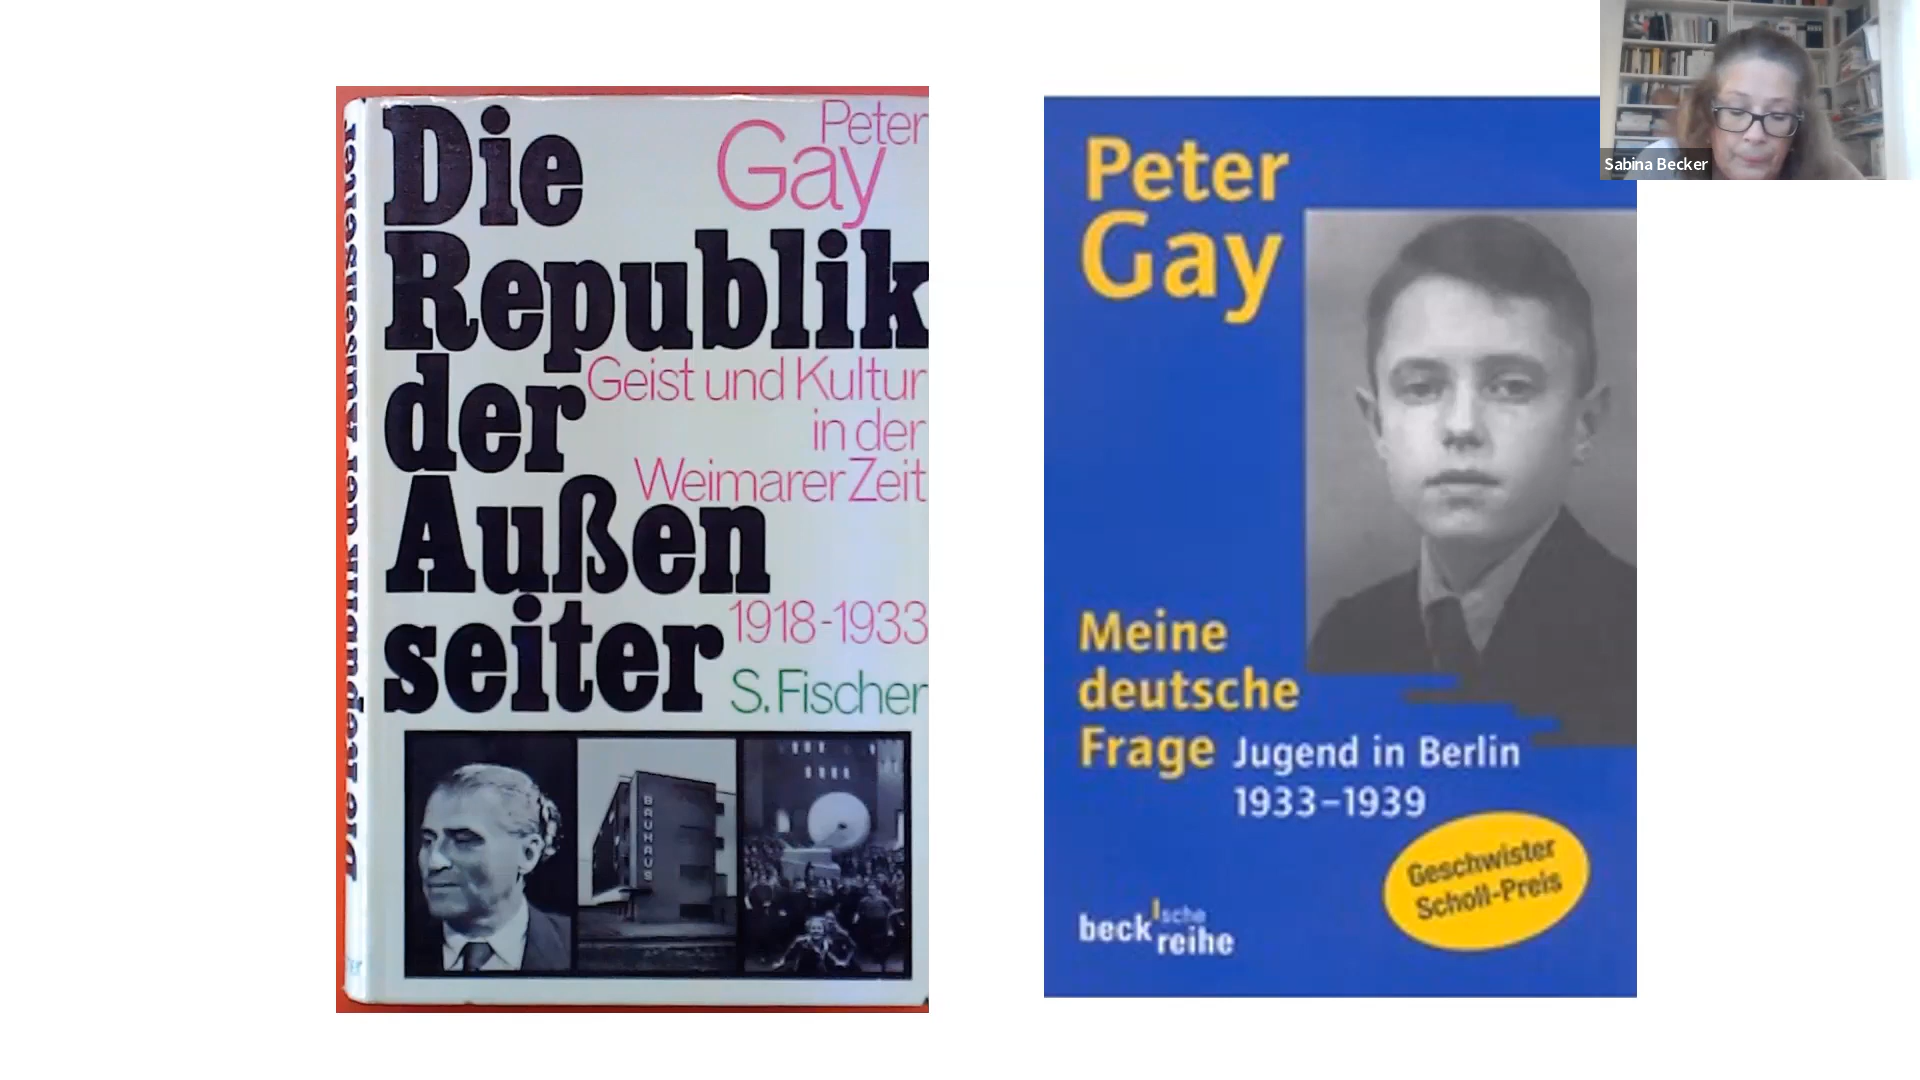 Peter
Gay
Die
Republik
der
Außen
seiter
Geist und Kultur
in der
Weimarer Zeit
1918-1933
S. Fischer
BAUHAUS
Peter
Gay
Meine
deutsche
Frage
Jugend in Berlin
1933–1939
Geschwister
Scholl-Preis
beck'sche
reihe
Sabina Becker